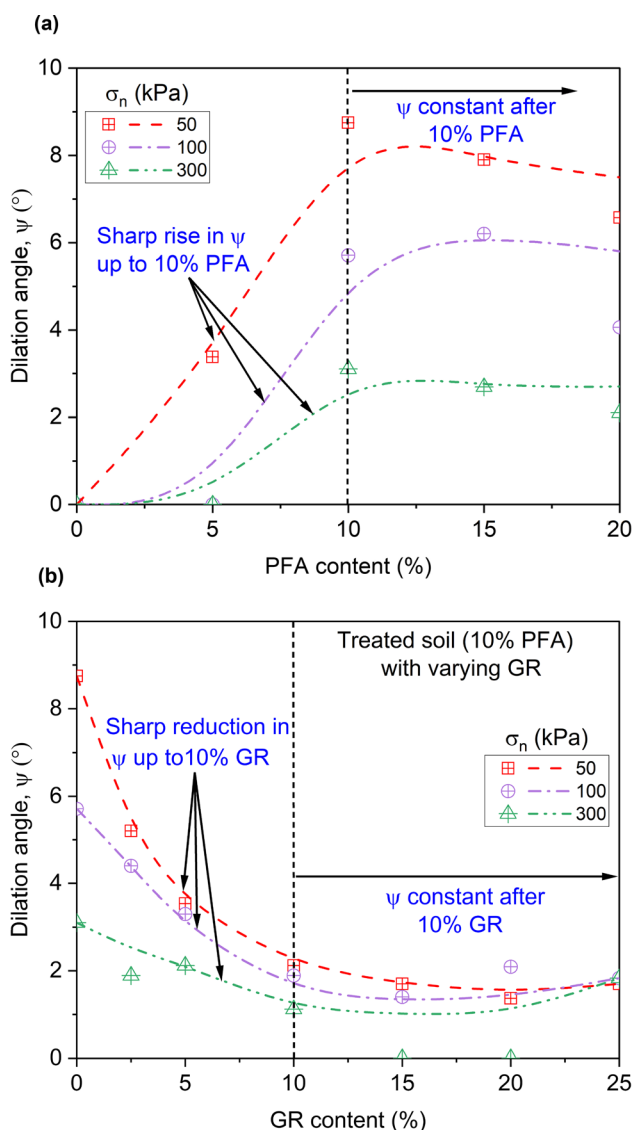 (a)
10
8
6
4
2
0
Dilation angle, ψ (°)
σn (kPa)
50
100
300
ψ constant after
10% PFA
Sharp rise in ψ
up to 10% PFA
0
5
10
15
20
PFA content (%)
(b)
10
8
6
4
2
0
Dilation angle, ψ (°)
Treated soil (10% PFA)
with varying GR
Sharp reduction in
ψ up to10% GR
σn (kPa)
50
100
300
ψ constant after
10% GR
0
5
10
15
20
25
GR content (%)